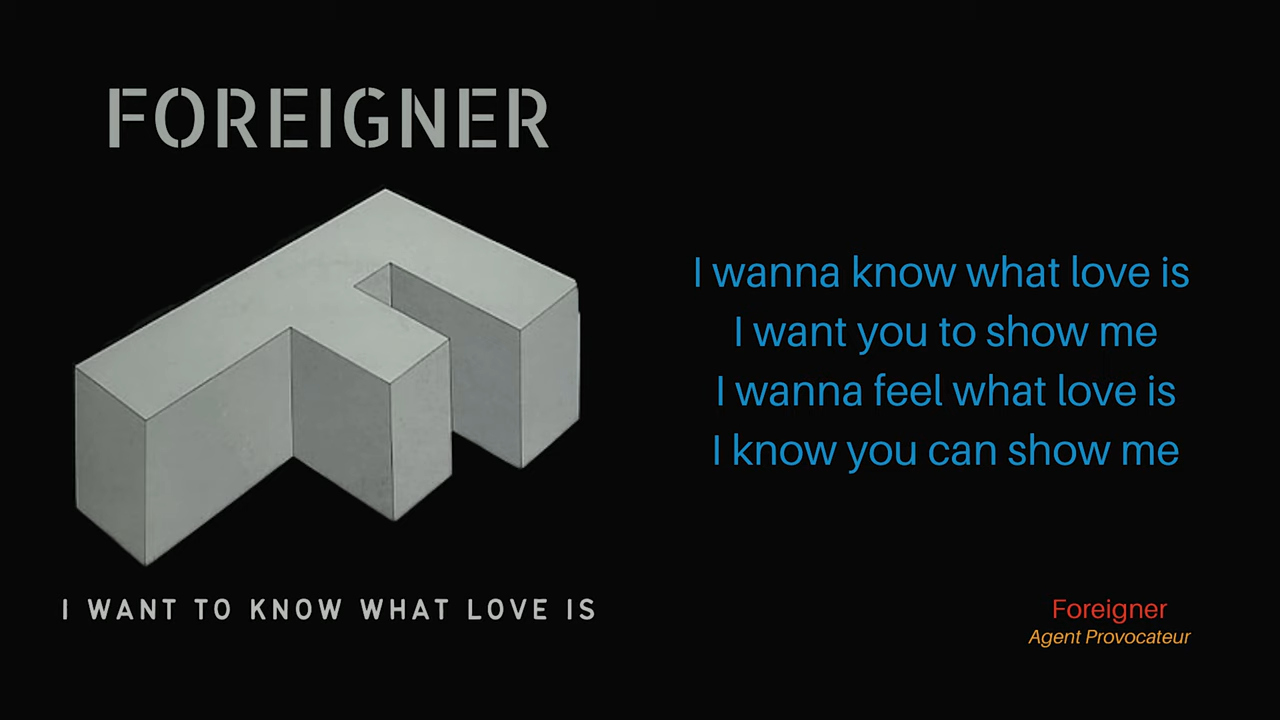 FOREIGNER
I WANT TO KNOW WHAT LOVE IS
I wanna know what love is
I want you to show me
I wanna feel what love is
I know you can show me
Foreigner
Agent Provocateur